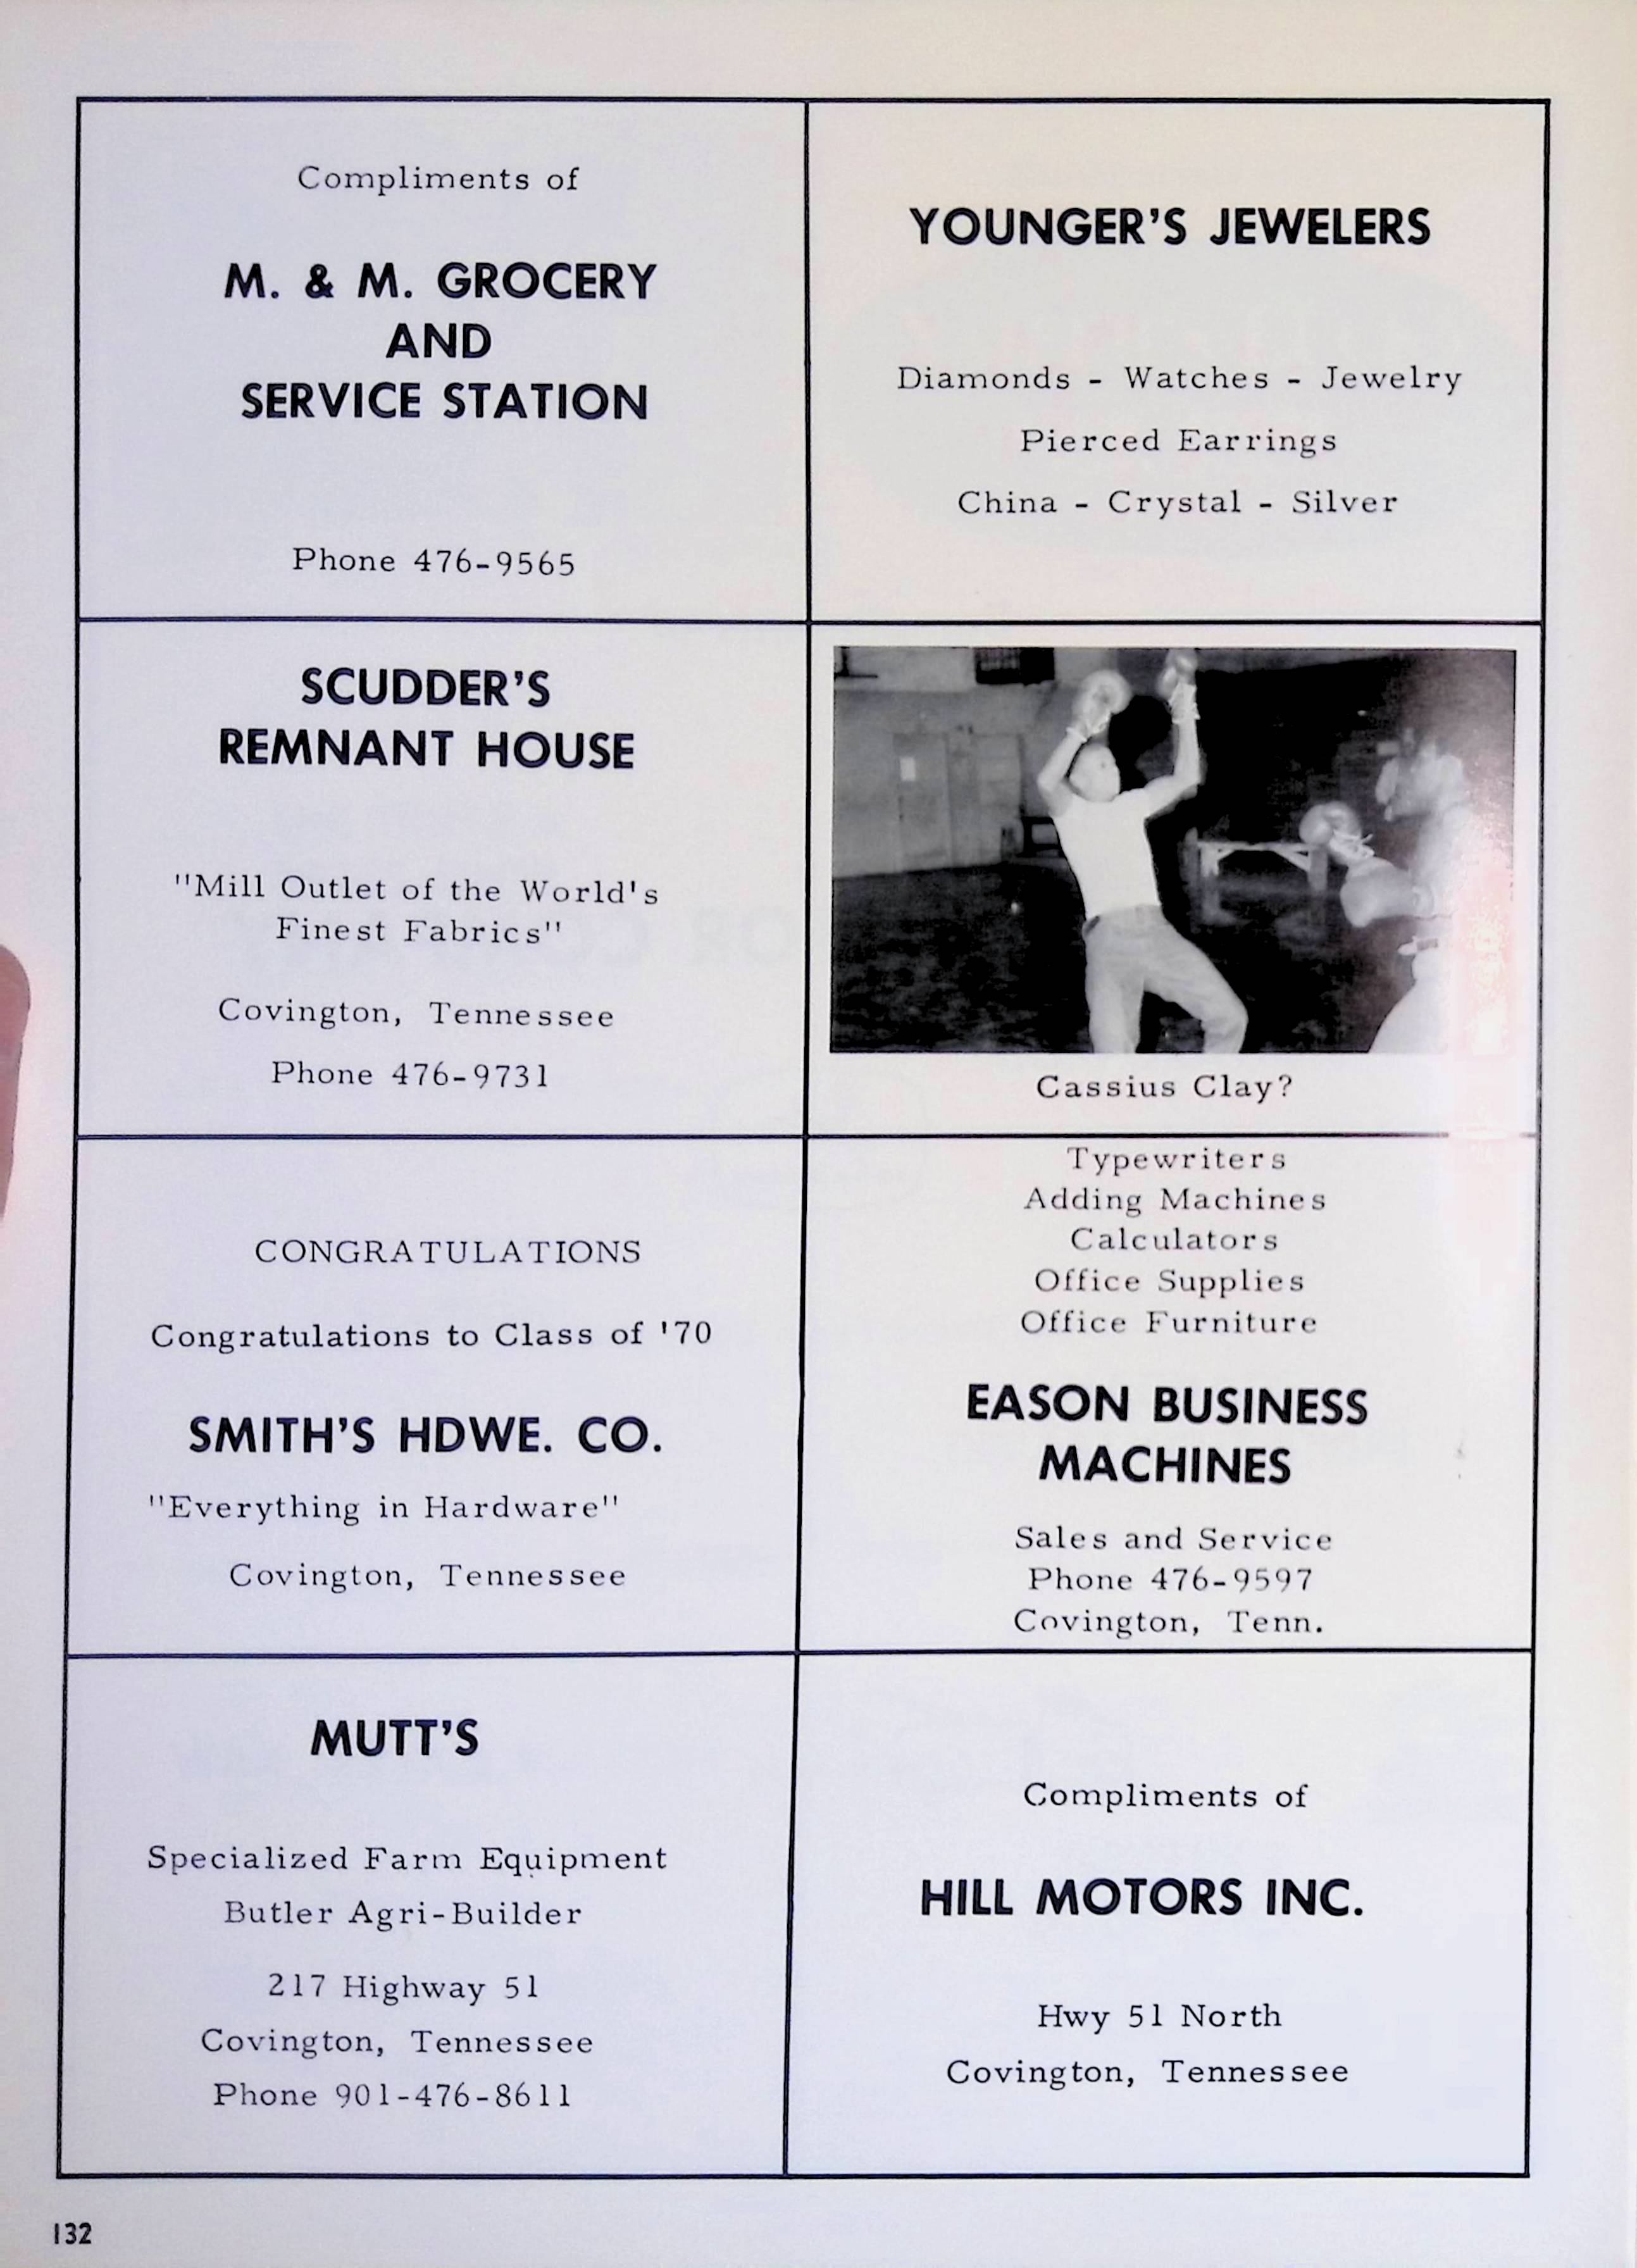 Compliments of
M. & M. GROCERY
AND
SERVICE STATION
Phone 476-9565
YOUNGER'S JEWELERS
Diamonds - Watches - Jewelry
Pierced Earrings
China - Crystal - Silver
SCUDDER'S
REMNANT HOUSE
"Mill Outlet of the World's
Finest Fabrics"
Covington, Tennessee
Phone 476-9731
Cassius Clay?
CONGRATULATIONS
Congratulations to Class of '70
SMITH'S HDWE. CO.
"Everything in Hardware"
Covington, Tennessee
Typewriters
Adding Machines
Calculators
Office Supplies
Office Furniture
EASON BUSINESS
MACHINES
Sales and Service
Phone 476-9597
Covington, Tenn.
MUTT'S
Specialized Farm Equipment
Butler Agri-Builder
217 Highway 51
Covington, Tennessee
Phone 901-476-8611
Compliments of
HILL MOTORS INC.
Hwy 51 North
Covington, Tennessee
132